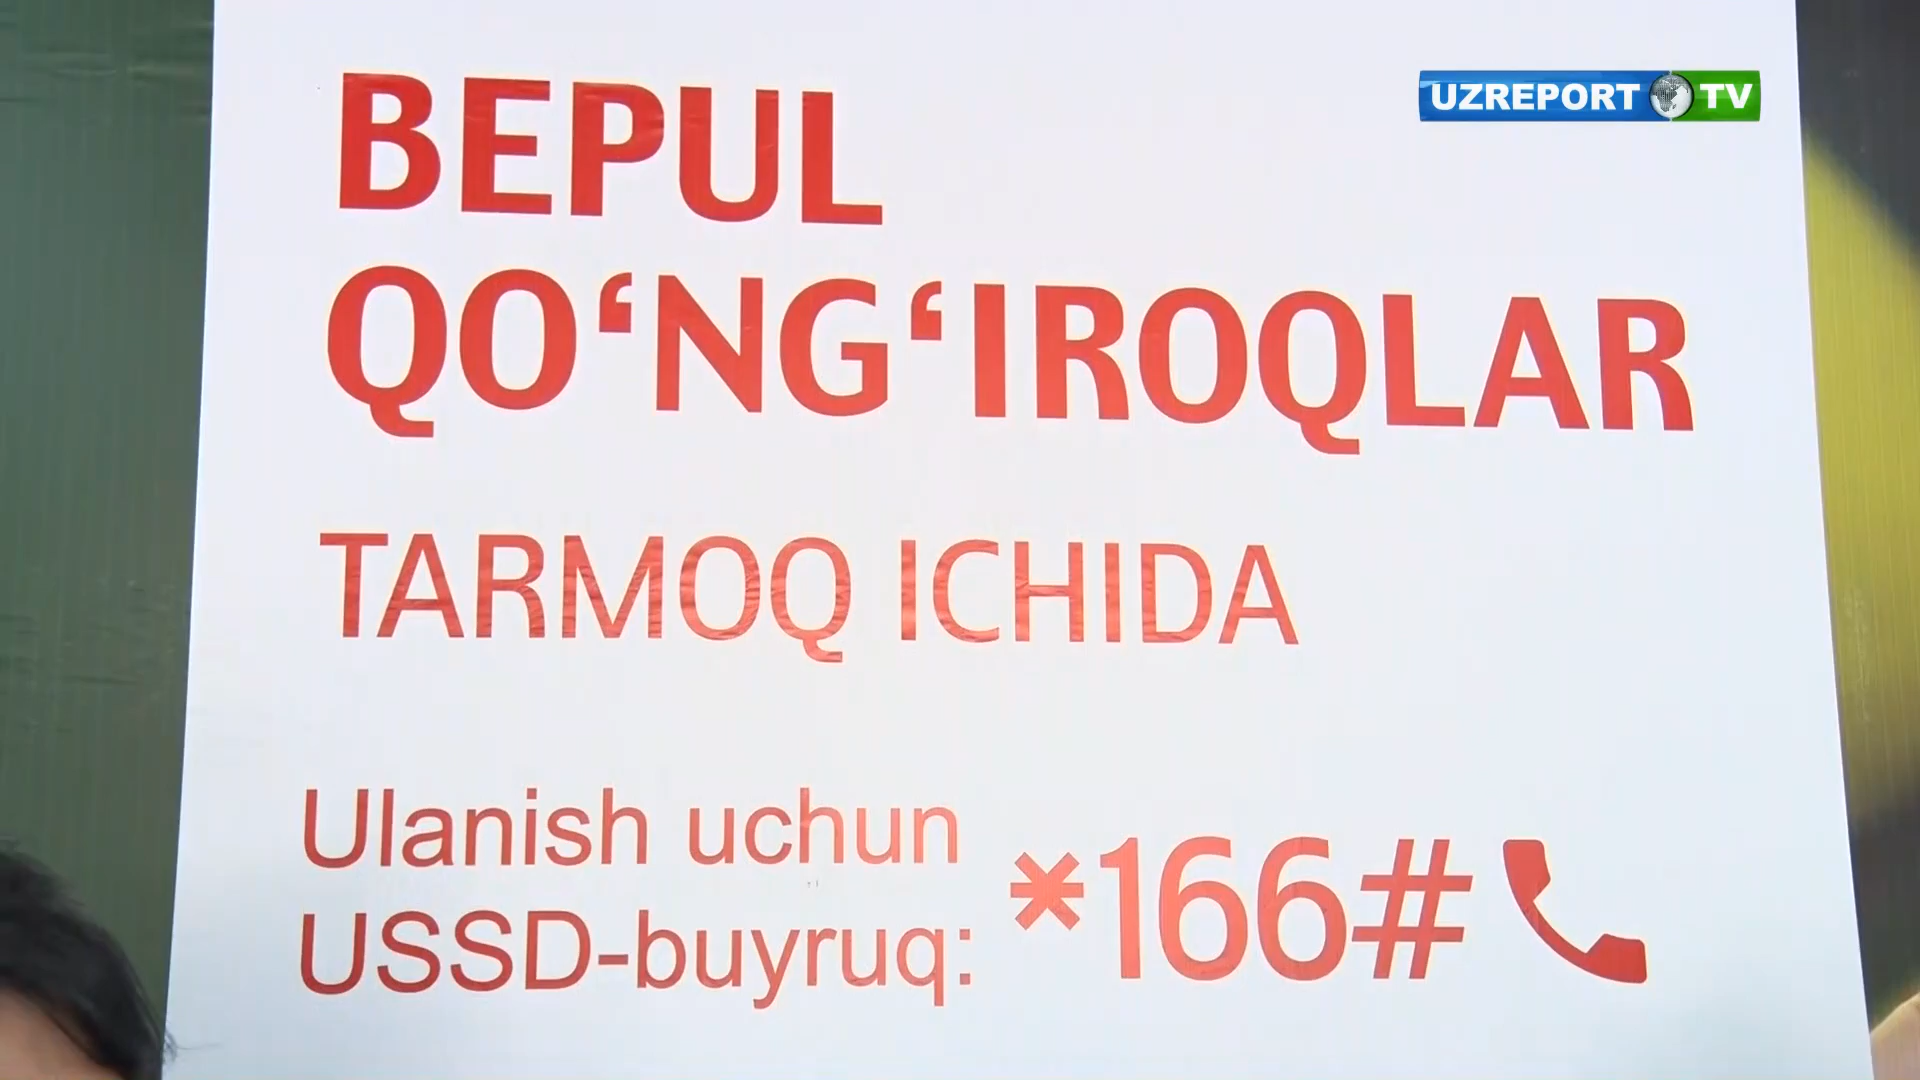 UZREPORT TV
BEPUL
QO‘NG‘IROQLAR
TARMOQ ICHIDA
Ulanish uchun
USSD-buyruq: *166#